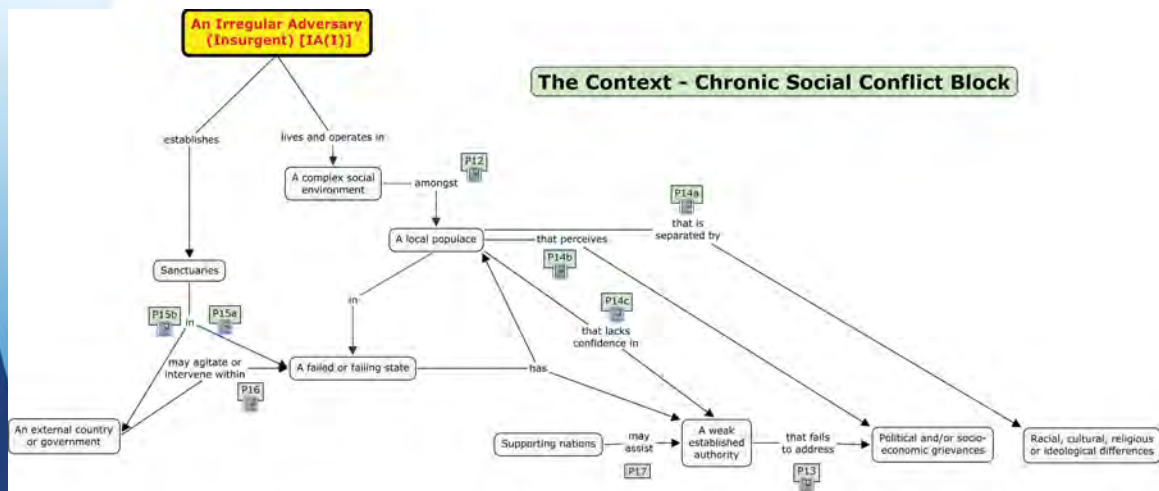 An Irregular Adversary
(Insurgent) [IA(I)]
The Context - Chronic Social Conflict Block
establishes
lives and operates in
P12
A complex social
environment
amongst
P14a
that is
separated by
A local populace
that perceives
P14b
Sanctuaries
in
P14c
that lacks
confidence in
P15b
in
P15a
may agitate or
intervene within
P16
A failed or failing state
has
An external country
or government
Supporting nations
may
assist
P17
A weak
established
authority
that fails
to address
P13
Political and/or socio-
economic grievances
Racial, cultural, religious
or ideological differences